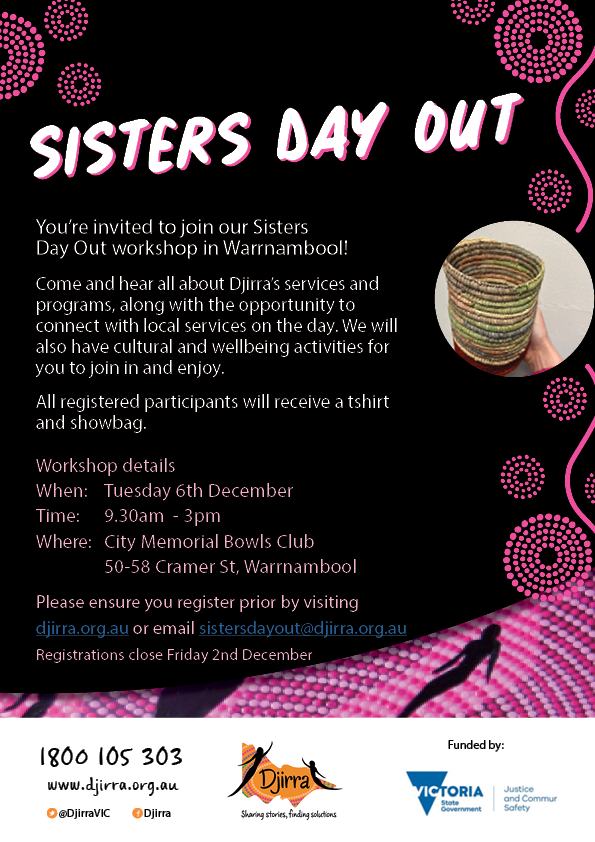 SISTERS DAY OUT
You're invited to join our Sisters
Day Out workshop in Warrnambool!
Come and hear all about Djirra's services and
programs, along with the opportunity to
connect with local services on the day. We will
also have cultural and wellbeing activities for
you to join in and enjoy.
All registered participants will receive a tshirt
and showbag.
Workshop details
When: Tuesday 6th December
Time: 9.30am - 3pm
Where: City Memorial Bowls Club
50-58 Cramer St, Warrnambool
Please ensure you register prior by visiting
djirra.org.au or email sistersdayout@djirra.org.au
Registrations close Friday 2nd December
1800 105 303
www.djirra.org.au
@DjirraVIC Djirra
Djirra
Sharing stories, finding solutions
Funded by:
VICTORIA
State
Government
Justice
and Commur
Safety